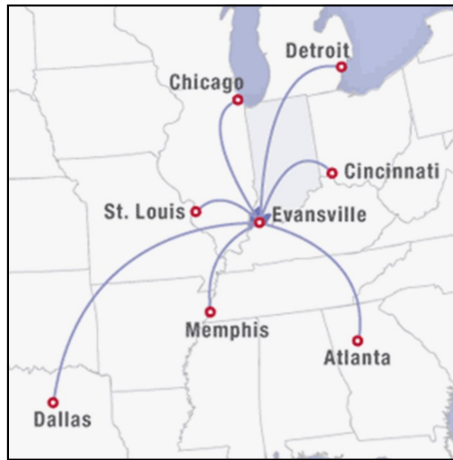 Detroit
Chicago
Cincinnati
St. Louis
Evansville
Memphis
Atlanta
Dallas